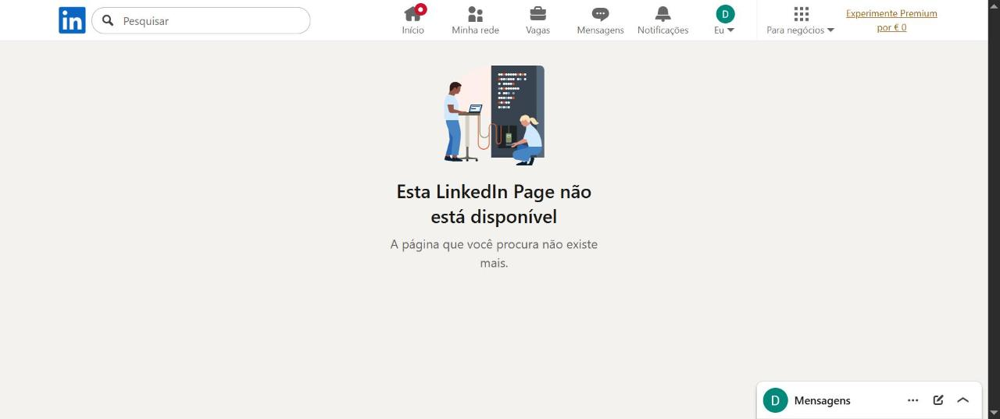 in
Pesquisar
Início
Minha rede
Vagas
Mensagens
Notificações
D
Eu
Para negócios
Experimente Premium
por € 0
Esta LinkedIn Page não
está disponível
A página que você procura não existe
mais.
D Mensagens